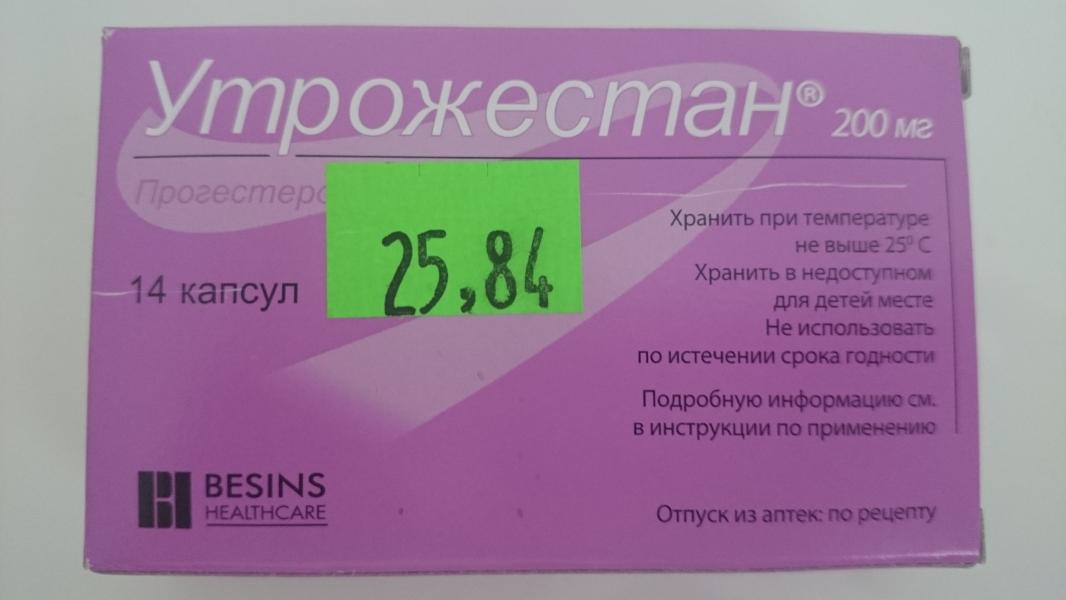 Утрожестан® 200 мг
14 капсул
25,84
Хранить при температуре
не выше 25⁰ С
Хранить в недоступном
для детей месте
Не использовать
по истечении срока годности
Подробную информацию см.
в инструкции по применению
BESINS
HEALTHCARE
Отпуск из аптек: по рецепту